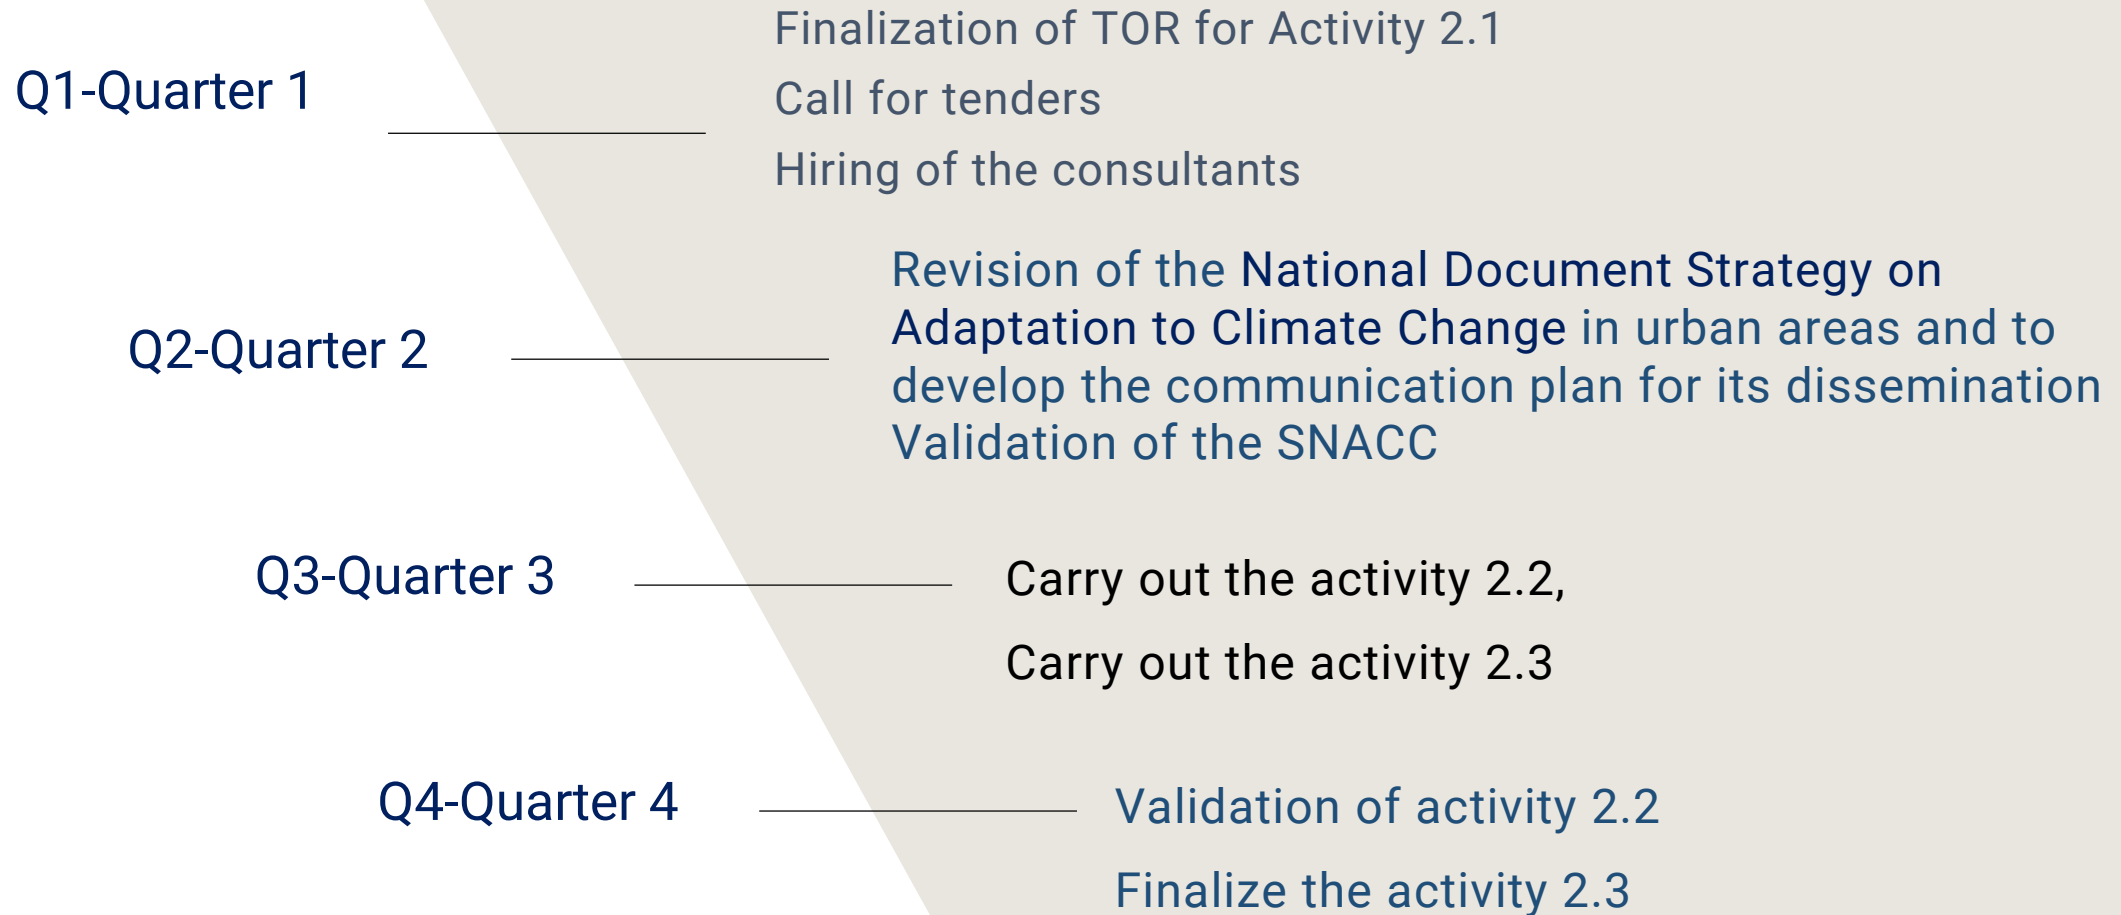 Q1-Quarter 1
Finalization of TOR for Activity 2.1
Call for tenders
Hiring of the consultants
Q2-Quarter 2
Revision of the National Document Strategy on
Adaptation to Climate Change in urban areas and to
develop the communication plan for its dissemination
Validation of the SNACC
Q3-Quarter 3
Carry out the activity 2.2,
Carry out the activity 2.3
Q4-Quarter 4
Validation of activity 2.2
Finalize the activity 2.3